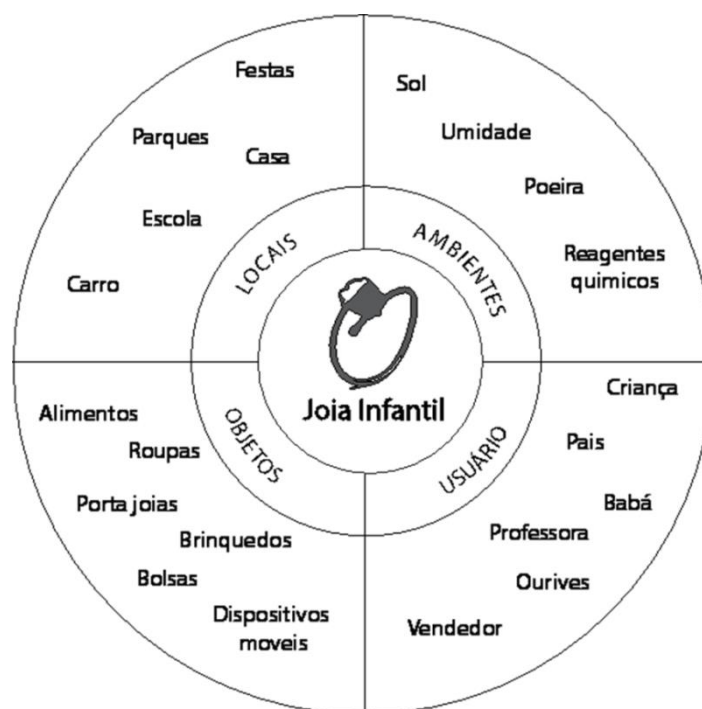 Festas
Parques
Casa
Escola
Carro
LOCAIS
Sol
Umidade
Poeira
Reagentes
quimicos
AMBIENTES
Joia Infantil
Alimentos
Roupas
Porta joias
Brinquedos
Bolsas
Dispositivos
moveis
OBJETOS
Criança
Pais
Babá
Professora
Ourives
Vendedor
USUÁRIO